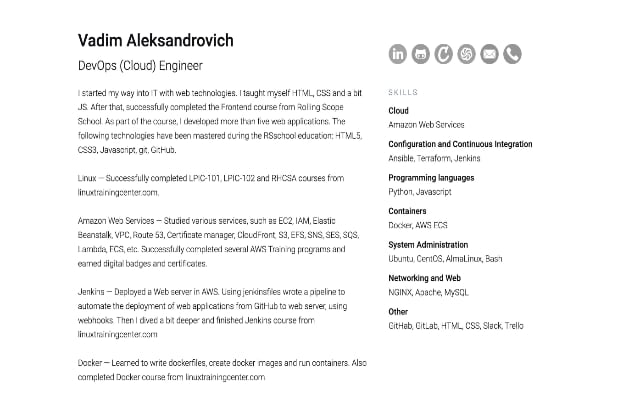 Vadim Aleksandrovich
DevOps (Cloud) Engineer
I started my way into IT with web technologies. I taught myself HTML, CSS and a bit
JS. After that, successfully completed the Frontend course from Rolling Scope
School. As part of the course, I developed more than five web applications. The
following technologies have been mastered during the RSschool education: HTML5,
CSS3, Javascript, git, GitHub.
Linux — Successfully completed LPIC-101, LPIC-102 and RHCSA courses from
linuxtrainingcenter.com.
Amazon Web Services — Studied various services, such as EC2, IAM, Elastic
Beanstalk, VPC, Route 53, Certificate manager, CloudFront, S3, EFS, SNS, SES, SQS,
Lambda, ECS, etc. Successfully completed several AWS Training programs and
earned digital badges and certificates.
Jenkins — Deployed a Web server in AWS. Using jenkinsfiles wrote a pipeline to
automate the deployment of web applications from GitHub to web server, using
webhooks. Then I dived a bit deeper and finished Jenkins course from
linuxtrainingcenter.com
Docker — Learned to write dockerfiles, create docker images and run containers. Also
completed Docker course from linuxtrainingcenter.com
SKILLS
Cloud
Amazon Web Services
Configuration and Continuous Integration
Ansible, Terraform, Jenkins
Programming languages
Python, Javascript
Containers
Docker, AWS ECS
System Administration
Ubuntu, CentOS, AlmaLinux, Bash
Networking and Web
NGINX, Apache, MySQL
Other
GitHab, GitLab, HTML, CSS, Slack, Trello